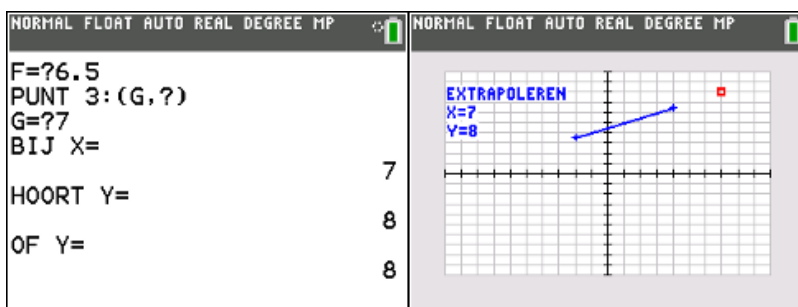 NORMAL FLOAT AUTO REAL DEGREE MP
F=?6.5
PUNT 3:(G,?)
G=?7
BIJ X=
7
HOORT Y=
8
OF Y=
8
NORMAL FLOAT AUTO REAL DEGREE MP
EXTRAPOLEREN
X=7
Y=8